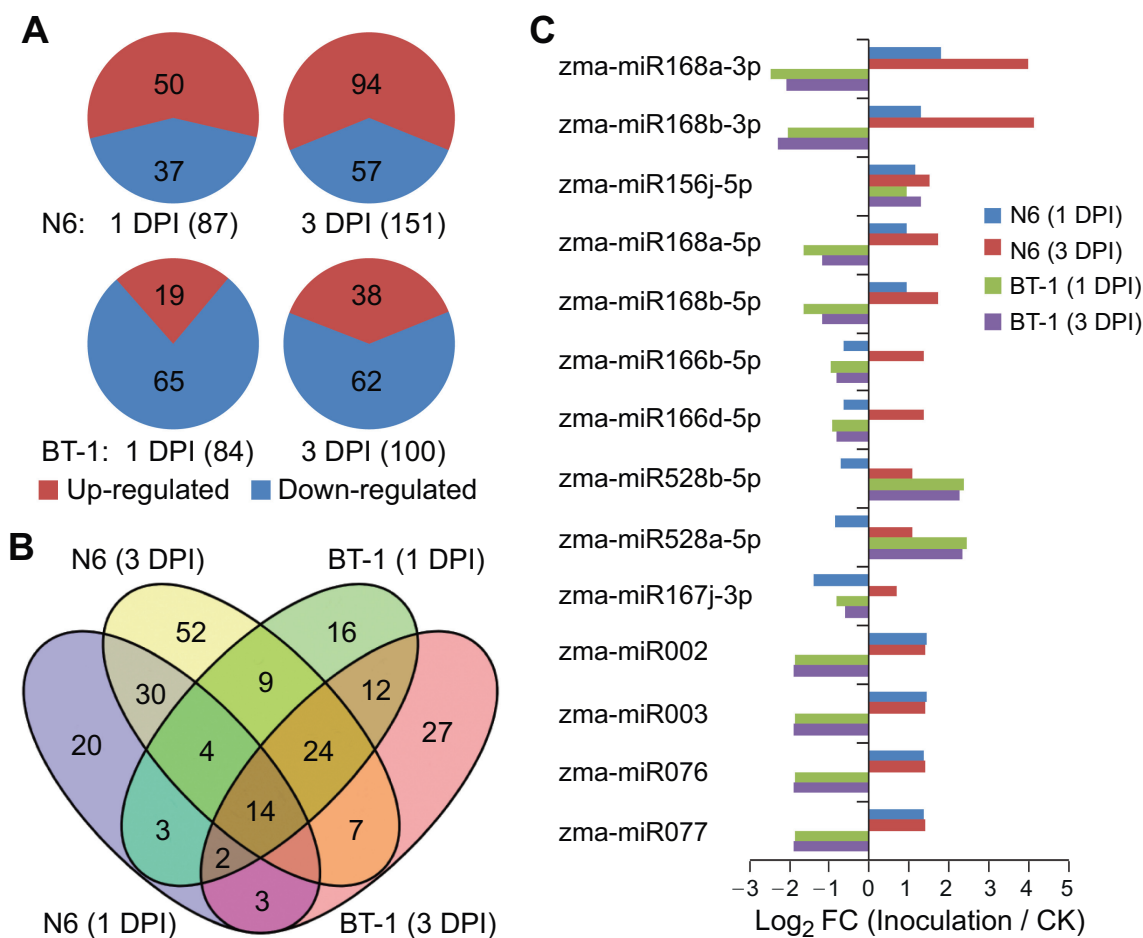 A
50
94
37
57
N6: 1 DPI (87) 3 DPI (151)
19
38
65
62
BT-1: 1 DPI (84) 3 DPI (100)
Up-regulated Down-regulated
B
N6 (3 DPI) BT-1 (1 DPI)
52
16
30
9
12
20
4
24
27
14
3
7
2
3
N6 (1 DPI) BT-1 (3 DPI)
C
zma-miR168a-3p
zma-miR168b-3p
zma-miR156j-5p
zma-miR168a-5p
zma-miR168b-5p
zma-miR166b-5p
zma-miR166d-5p
zma-miR528b-5p
zma-miR528a-5p
zma-miR167j-3p
zma-miR002
zma-miR003
zma-miR076
zma-miR077
N6 (1 DPI)
N6 (3 DPI)
BT-1 (1 DPI)
BT-1 (3 DPI)
−3 −2 −1 0 1 2 3 4 5
Log2 FC (Inoculation / CK)